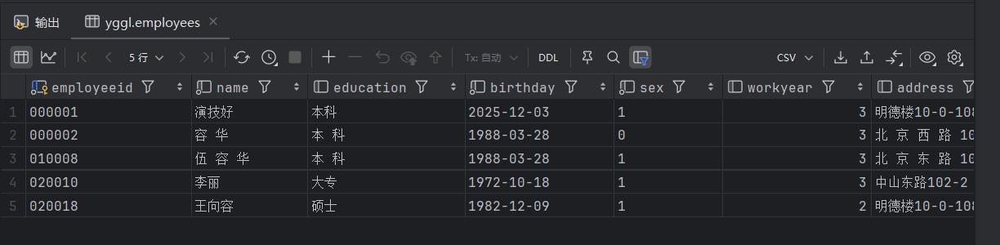 输出 yggl.employees
5 行 Tx: 自动 DDL CSV
employeeid name education birthday sex workyear address
1 000001 演技好 本科 2025-12-03 1 3 明德楼10-0-108
2 000002 容 华 本 科 1988-03-28 0 3 北 京 西 路 10
3 010008 伍 容 华 本 科 1988-03-28 1 3 北 京 东 路 10
4 020010 李丽 大专 1972-10-18 1 3 中山东路102-2
5 020018 王向容 硕士 1982-12-09 1 2 明德楼10-0-108